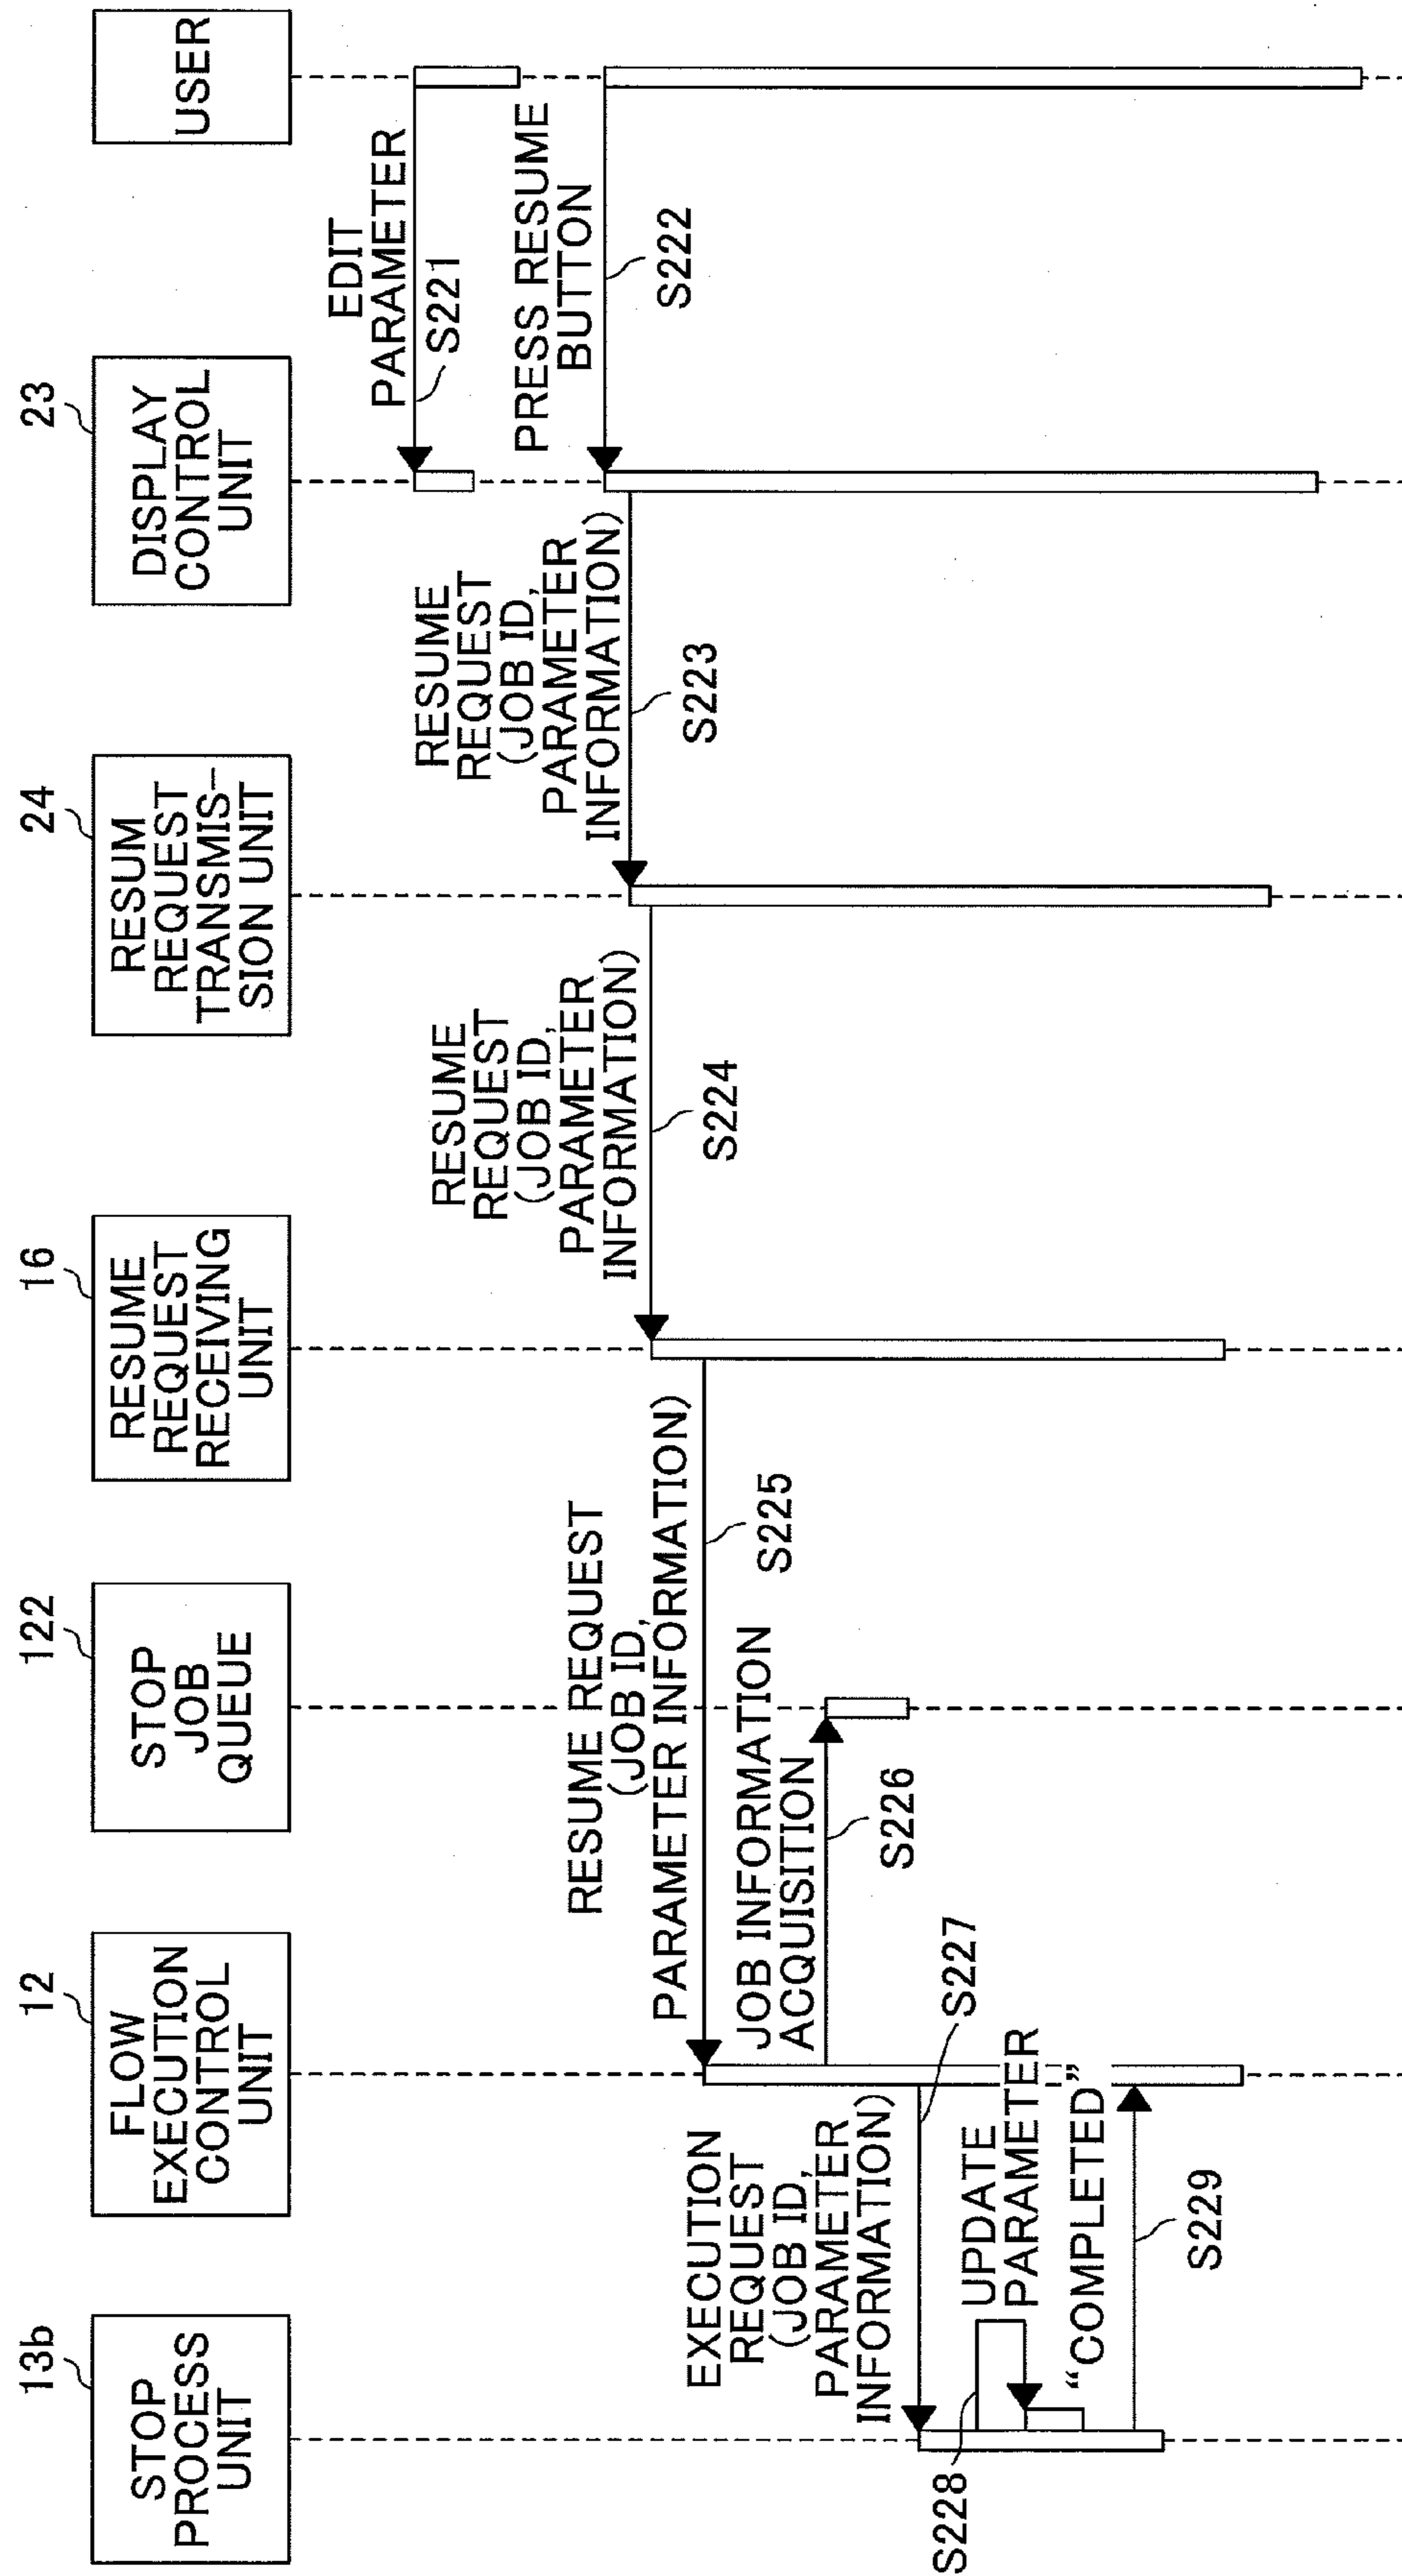 13b
STOP
PROCESS
UNIT
12
FLOW
EXECUTION
CONTROL
UNIT
122
STOP
JOB
QUEUE
16
RESUME
REQUEST
RECEIVING
UNIT
24
RESUM
REQUEST
TRANSMIS-
SION UNIT
23
DISPLAY
CONTROL
UNIT
USER
EDIT
PARAMETER
S221
PRESS RESUME
BUTTON
S222
RESUME
REQUEST
(JOB ID,
PARAMETER
INFORMATION)
S223
RESUME
REQUEST
(JOB ID,
PARAMETER
INFORMATION)
S224
RESUME REQUEST
(JOB ID,
PARAMETER INFORMATION)
S225
JOB INFORMATION
ACQUISITION
S226
EXECUTION
REQUEST
(JOB ID,
PARAMETER
INFORMATION)
S227
UPDATE
PARAMETER
S228
“COMPLETED”
S229